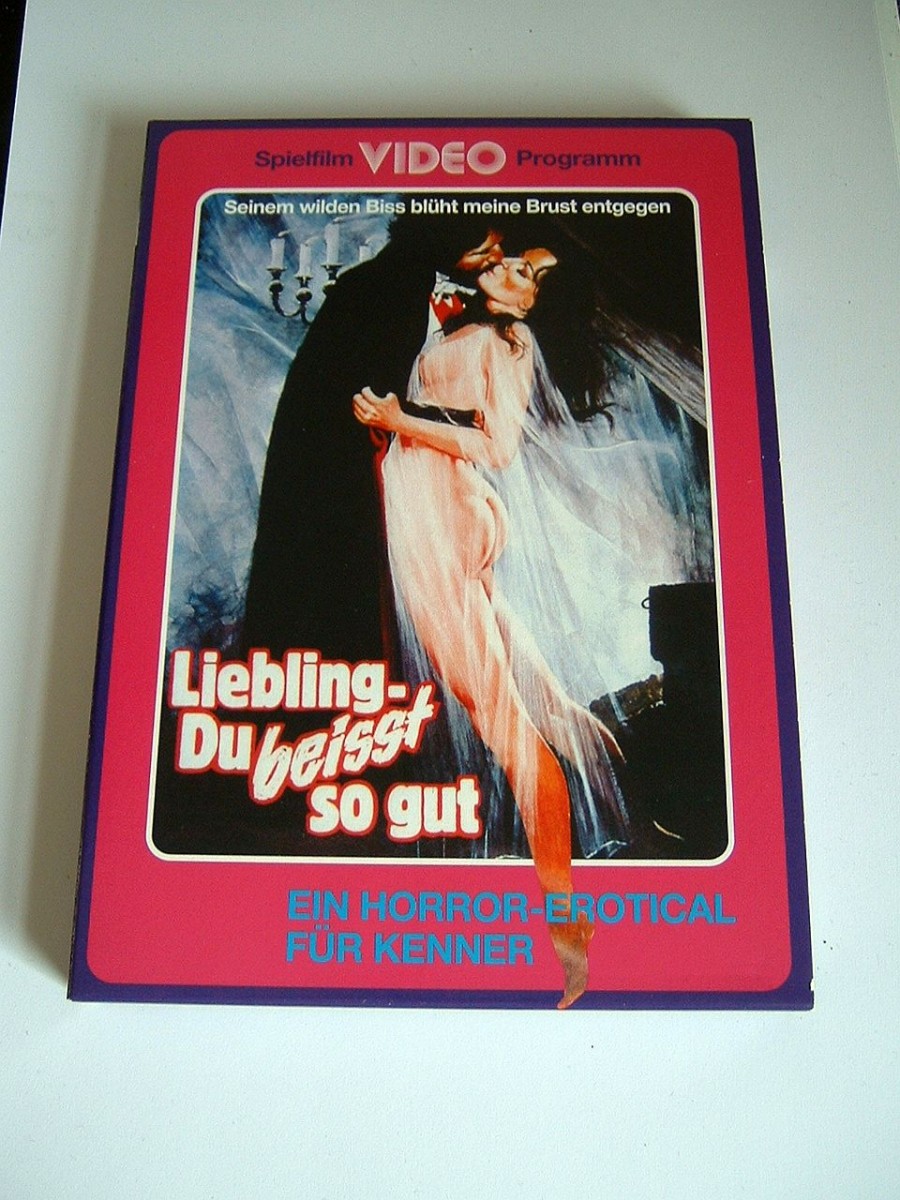 Spielfilm VIDEO Programm
Seinem wilden Biss blüht meine Brust entgegen
Liebling-
Du beisst
so gut
EIN HORROR-EROTICAL
FÜR KENNER